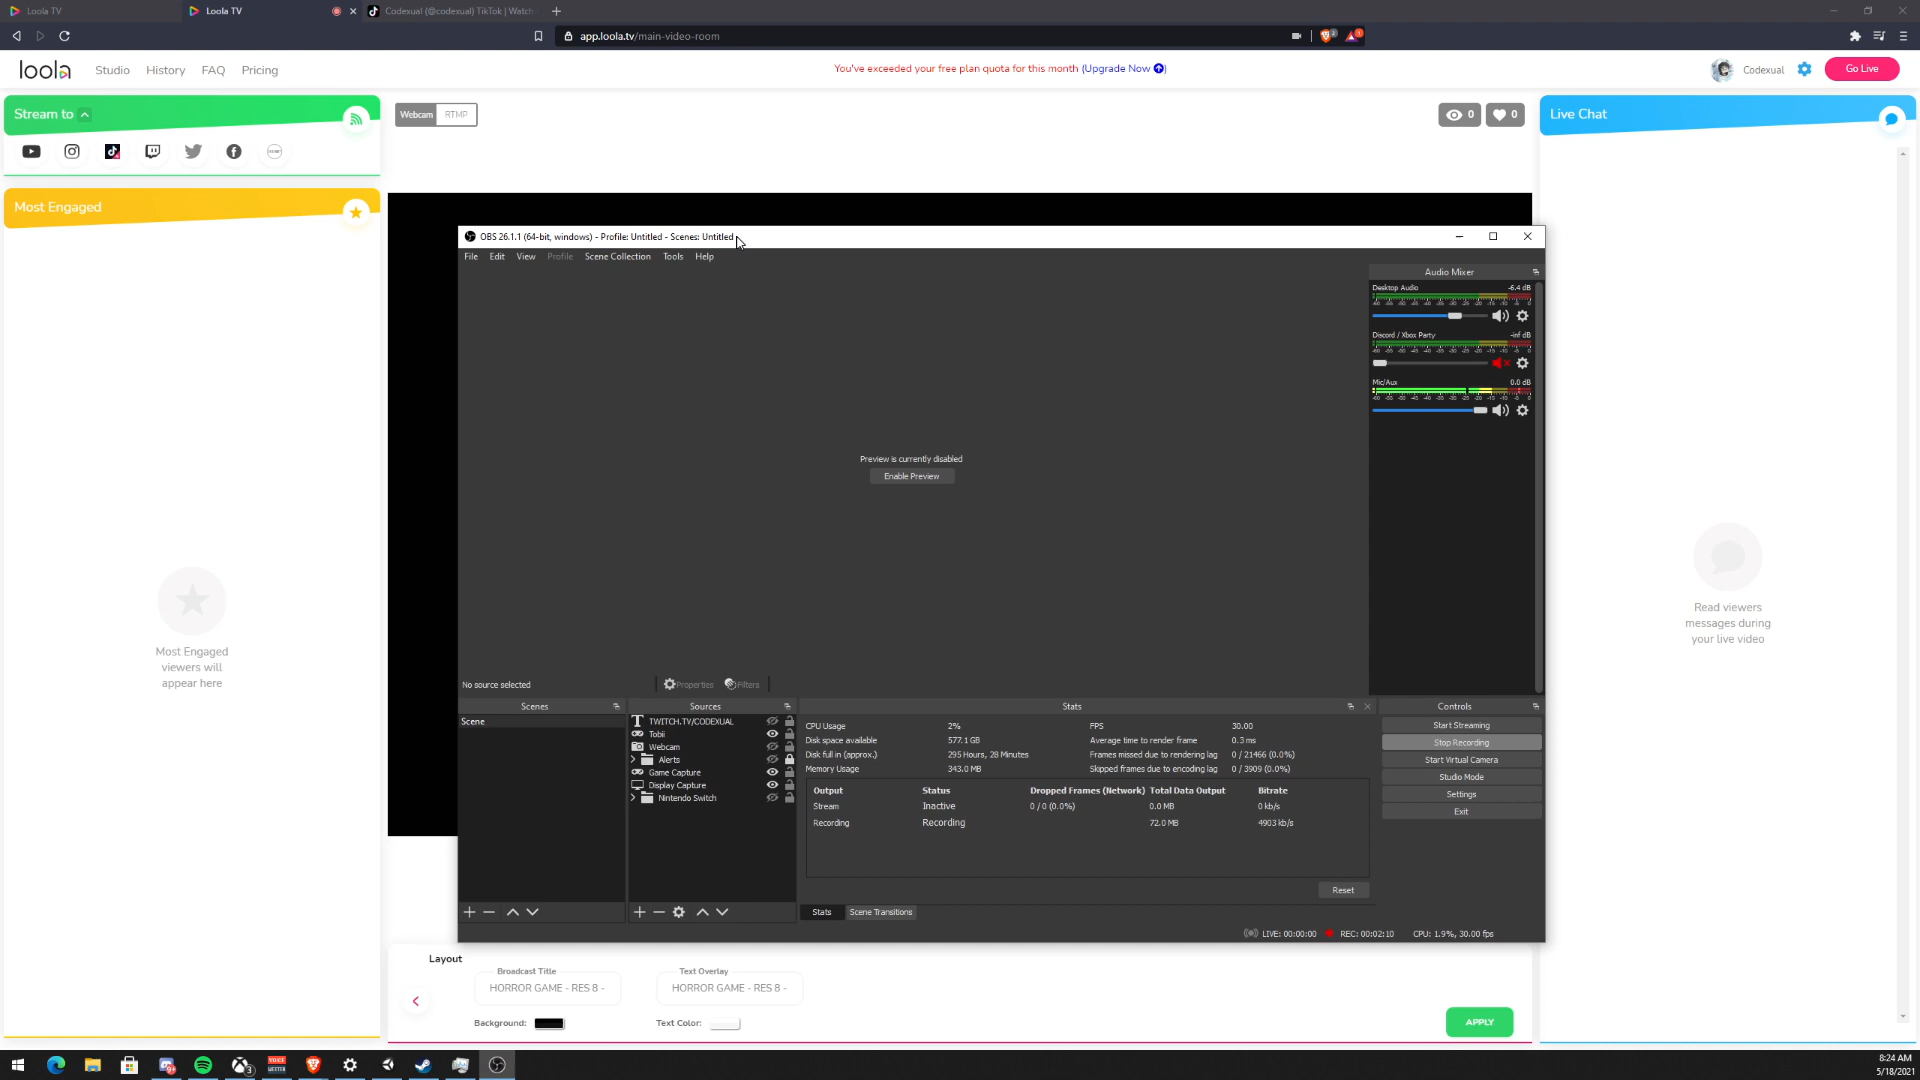 Loola TV
Loola TV
Codexual (@codexual) TikTok | Watch
app.loola.tv/main-video-room
loola
Studio
History
FAQ
Pricing
You've exceeded your free plan quota for this month (Upgrade Now)
Codexual
Go Live
Stream to
Webcam
RTMP
0
0
Live Chat
Most Engaged
Most Engaged
viewers will
appear here
OBS 26.1.1 (64-bit, windows) - Profile: Untitled - Scenes: Untitled
File
Edit
View
Profile
Scene Collection
Tools
Help
Audio Mixer
Desktop Audio
-6.4 dB
Discord / Xbox Party
-inf dB
Mic/Aux
0.0 dB
Preview is currently disabled
Enable Preview
Read viewers
messages during
your live video
No source selected
Properties
Filters
Scenes
Sources
Stats
Controls
Scene
TWITCH.TV/CODEXUAL
Tobii
Webcam
Alerts
Game Capture
Display Capture
Nintendo Switch
CPU Usage
2%
FPS
30.00
Disk space available
577.1 GB
Average time to render frame
0.3 ms
Disk full in (approx.)
295 Hours, 28 Minutes
Frames missed due to rendering lag
0 / 21466 (0.0%)
Memory Usage
343.0 MB
Skipped frames due to encoding lag
0 / 3909 (0.0%)
Output
Status
Dropped Frames (Network)
Total Data Output
Bitrate
Stream
Inactive
0 / 0 (0.0%)
0.0 MB
0 kb/s
Recording
Recording
72.0 MB
4903 kb/s
Reset
Stats
Scene Transitions
Start Streaming
Stop Recording
Start Virtual Camera
Studio Mode
Settings
Exit
LIVE: 00:00:00
REC: 00:02:10
CPU: 1.9%, 30.00 fps
Layout
Broadcast Title
HORROR GAME - RES 8 -
Text Overlay
HORROR GAME - RES 8 -
Background:
Text Color:
APPLY
8:24 AM
5/18/2021